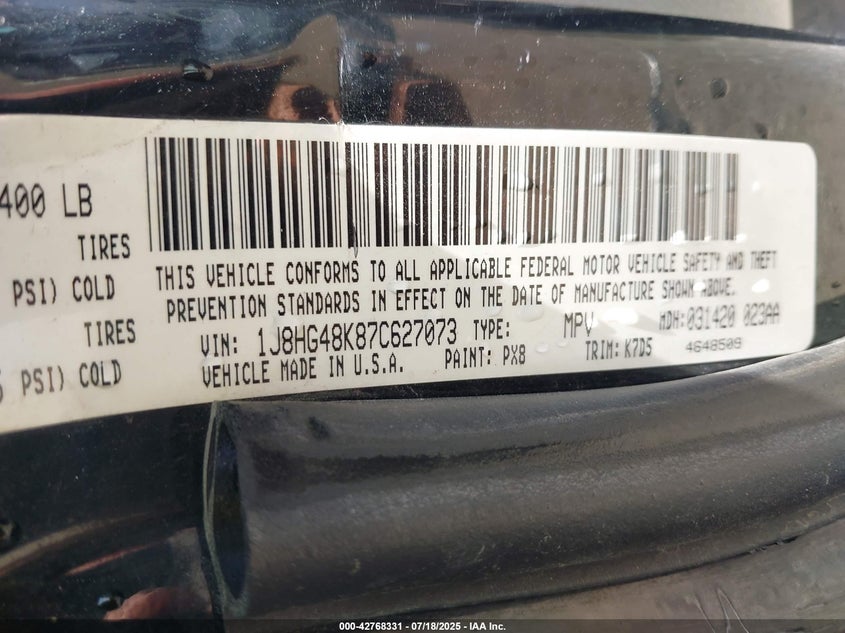 400 LB
TIRES
PSI) COLD
TIRES
PSI) COLD
THIS VEHICLE CONFORMS TO ALL APPLICABLE FEDERAL MOTOR VEHICLE SAFETY AND THEFT
PREVENTION STANDARDS IN EFFECT ON THE DATE OF MANUFACTURE SHOWN ABOVE.
VIN: 1J8HG48K87C627073 TYPE: MPV MDH:031420 023AA
VEHICLE MADE IN U.S.A. PAINT: PX8 TRIM: K7D5 4648509
000-42768331 - 07/18/2025 - IAA Inc.